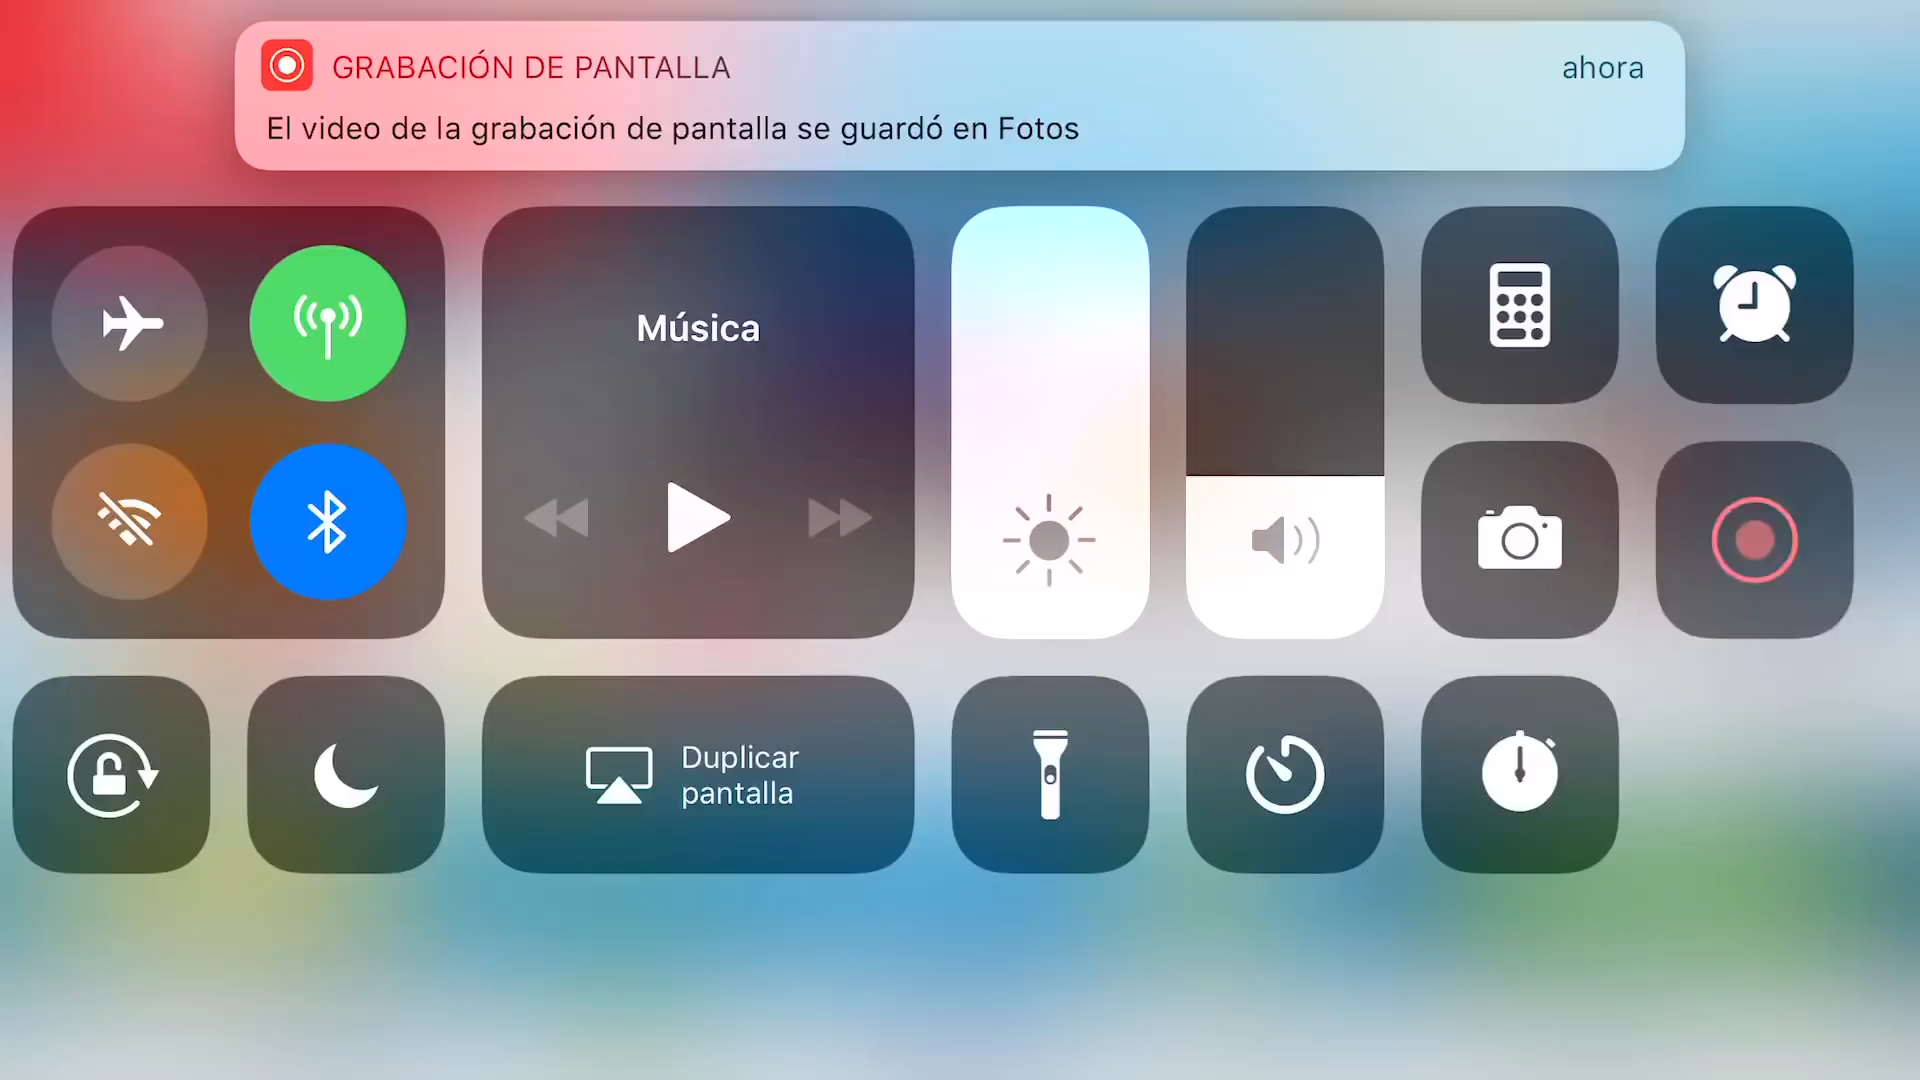 GRABACIÓN DE PANTALLA
ahora
El video de la grabación de pantalla se guardó en Fotos
Música
Duplicar
pantalla